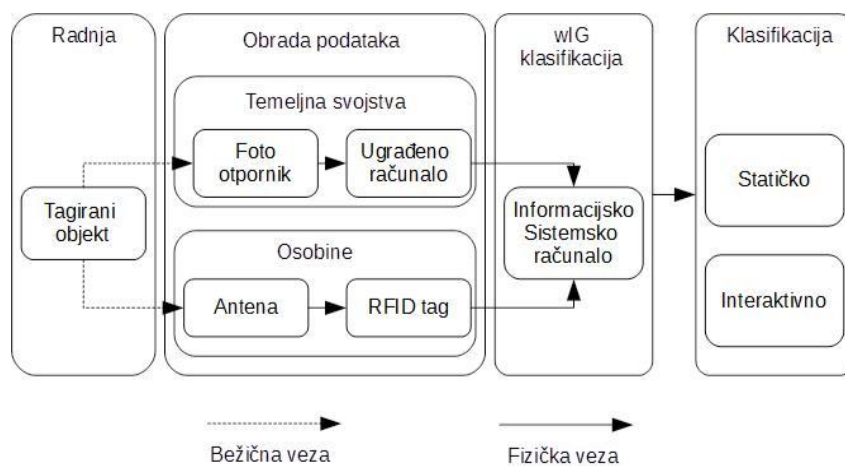 Radnja
Obrada podataka
wIG
klasifikacija
Klasifikacija
Temeljna svojstva
Foto
otpornik
Ugrađeno
računalo
Tagirani
objekt
Osobine
Antena
RFID tag
Informacijsko
Sistemsko
računalo
Statičko
Interaktivno
Bežična veza
Fizička veza